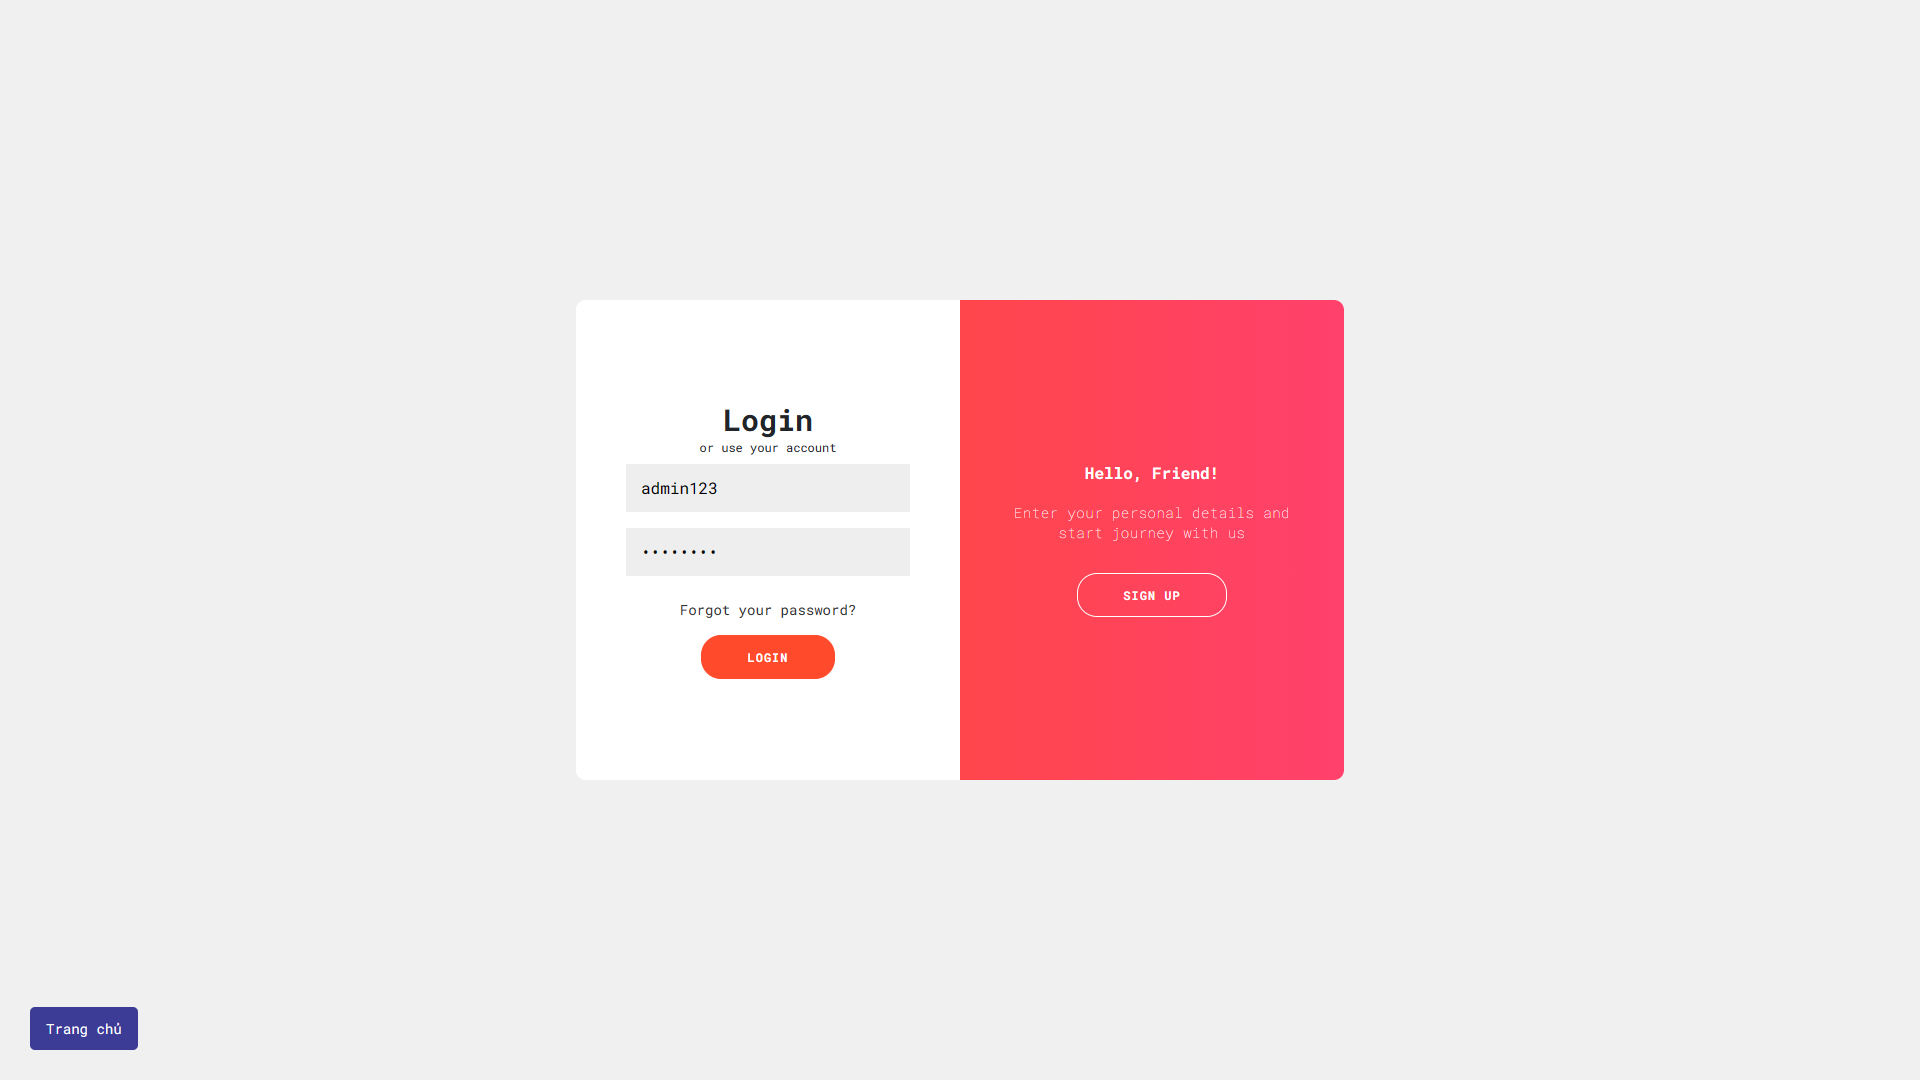 Login
or use your account
admin123
••••••••
Forgot your password?
LOGIN
Hello, Friend!
Enter your personal details and
start journey with us
SIGN UP
Trang chủ